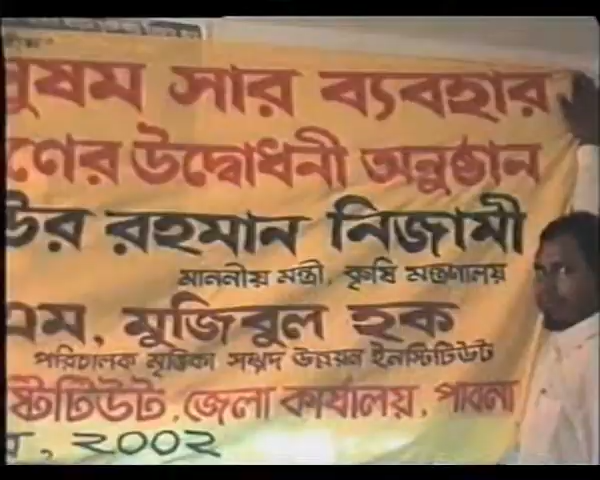 সুষম সার ব্যবহার
ণের উদ্বোধনী অনুষ্ঠান
উর রহমান নিজামী
মাননীয় মন্ত্রী, কৃষি মন্ত্রণালয়
এম, মুজিবুল হক
পরিচালক মৃত্তিকা সম্পদ উন্নয়ন ইনস্টিটিউট
স্টিটিউট, জেলা কার্যালয়, পাবনা
র, ২০০২